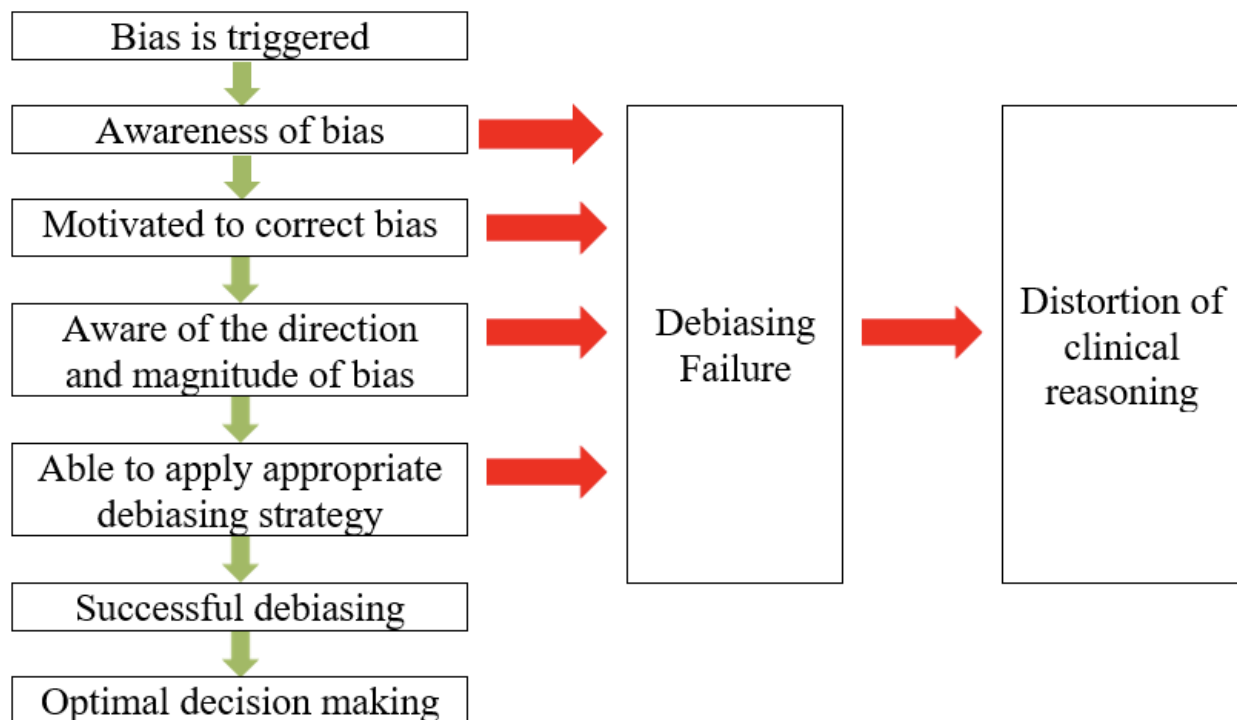 Bias is triggered
Awareness of bias
Motivated to correct bias
Aware of the direction
and magnitude of bias
Able to apply appropriate
debiasing strategy
Successful debiasing
Optimal decision making
Debiasing
Failure
Distortion of
clinical
reasoning